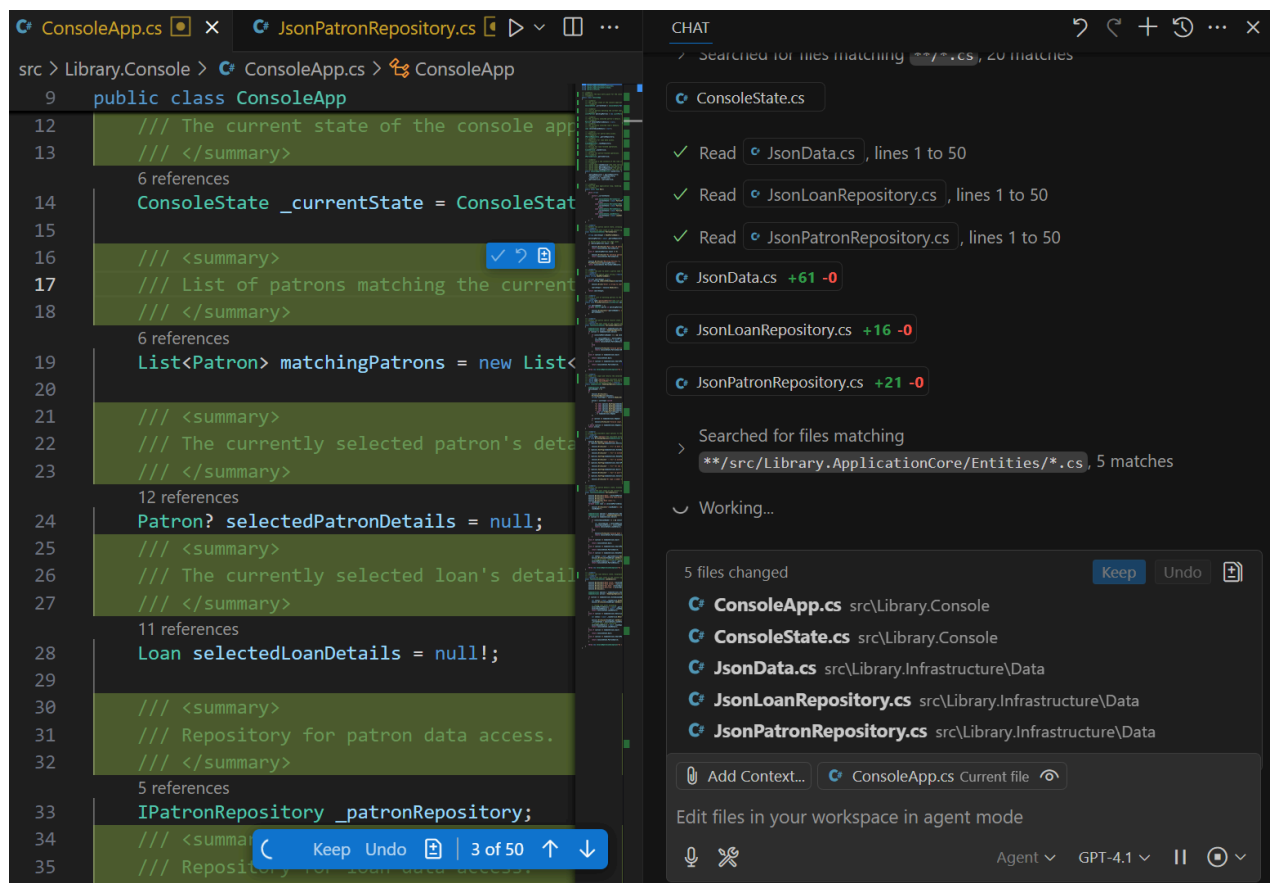 ConsoleApp.cs
JsonPatronRepository.cs
src > Library.Console > ConsoleApp.cs > ConsoleApp
9 public class ConsoleApp
12 /// The current state of the console app
13 /// </summary>
6 references
14 ConsoleState _currentState = ConsoleStat
15
16 /// <summary>
17 /// List of patrons matching the current
18 /// </summary>
6 references
19 List<Patron> matchingPatrons = new List<
20
21 /// <summary>
22 /// The currently selected patron's deta
23 /// </summary>
12 references
24 Patron? selectedPatronDetails = null;
25 /// <summary>
26 /// The currently selected loan's detail
27 /// </summary>
11 references
28 Loan selectedLoanDetails = null!;
29
30 /// <summary>
31 /// Repository for patron data access.
32 /// </summary>
5 references
33 IPatronRepository _patronRepository;
34 /// <summar
35 /// Reposit
Keep Undo 3 of 50
CHAT
Searched for files matching **/*.cs, 20 matches
ConsoleState.cs
Read JsonData.cs, lines 1 to 50
Read JsonLoanRepository.cs, lines 1 to 50
Read JsonPatronRepository.cs, lines 1 to 50
JsonData.cs +61 -0
JsonLoanRepository.cs +16 -0
JsonPatronRepository.cs +21 -0
Searched for files matching
**/src/Library.ApplicationCore/Entities/*.cs, 5 matches
Working...
5 files changed Keep Undo
ConsoleApp.cs src\Library.Console
ConsoleState.cs src\Library.Console
JsonData.cs src\Library.Infrastructure\Data
JsonLoanRepository.cs src\Library.Infrastructure\Data
JsonPatronRepository.cs src\Library.Infrastructure\Data
Add Context... ConsoleApp.cs Current file
Edit files in your workspace in agent mode
Agent GPT-4.1